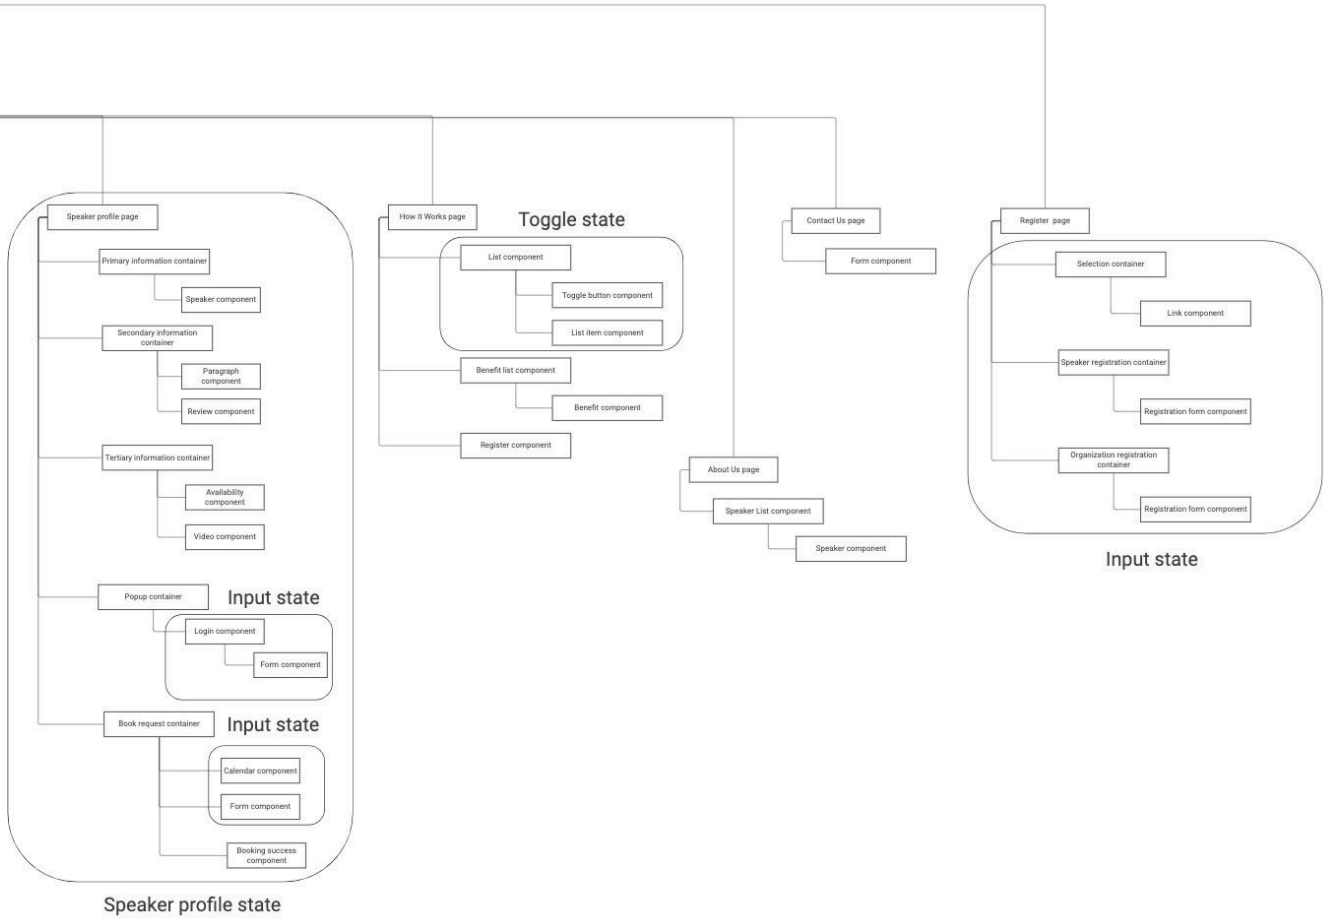 Speaker profile page
Primary information container
Speaker component
Secondary information
container
Paragraph
component
Review component
Tertiary information container
Availability
component
Video component
Popup container
Input state
Login component
Form component
Book request container
Input state
Calendar component
Form component
Booking success
component
Speaker profile state
How It Works page
Toggle state
List component
Toggle button component
List item component
Benefit list component
Benefit component
Register component
About Us page
Speaker List component
Speaker component
Contact Us page
Form component
Register page
Selection container
Link component
Speaker registration container
Registration form component
Organization registration
container
Registration form component
Input state